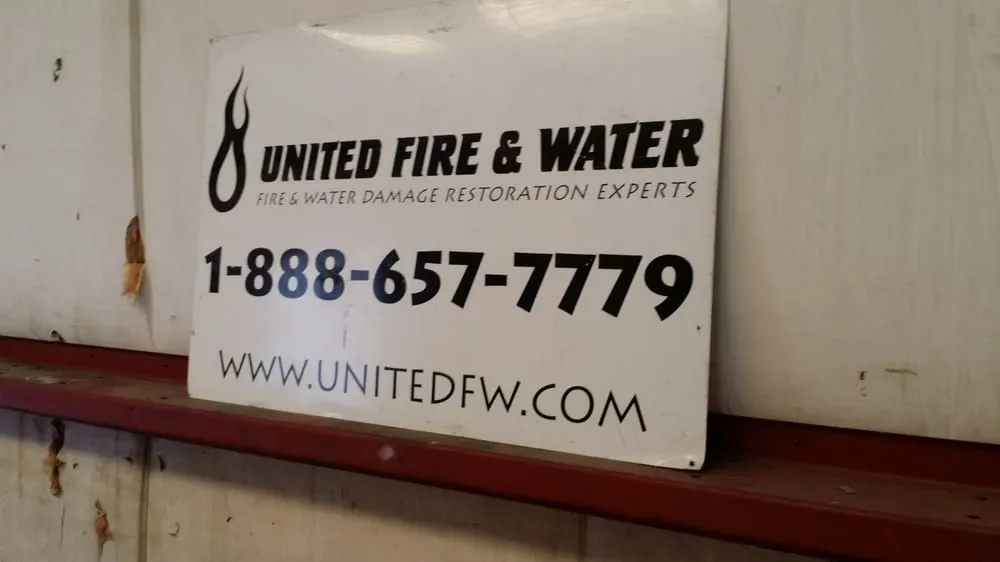 UNITED FIRE & WATER
FIRE & WATER DAMAGE RESTORATION EXPERTS
1-888-657-7779
WWW.UNITEDFW.COM